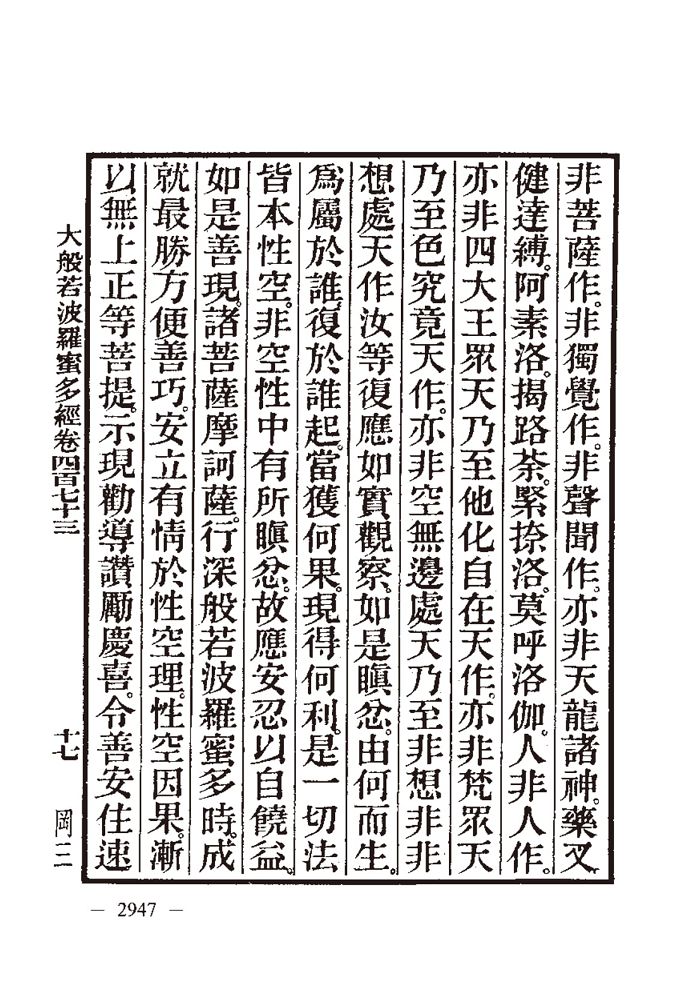 非菩薩作。非獨覺作。非聲聞作。亦非天龍諸神。藥叉
健達縛。阿素洛。揭路荼。緊捺洛。莫呼洛伽。人非人作。
亦非四大王眾天乃至他化自在天作。亦非梵眾天
乃至色究竟天作。亦非空無邊處天乃至非想非非
想處天作汝等復應如實觀察。如是瞋忿。由何而生。
爲屬於誰。復於誰起。當獲何果。現得何利。是一切法
皆本性空。非空性中有所瞋忿。故應安忍以自饒益。
如是善現。諸菩薩摩訶薩。行深般若波羅蜜多時。成
就最勝方便善巧。安立有情於性空理。性空因果。漸
以無上正等菩提。示現勸導讚勵慶喜。令善安住速
大般若波羅蜜多經卷四百七十三 十七 岡三
— 2947 —